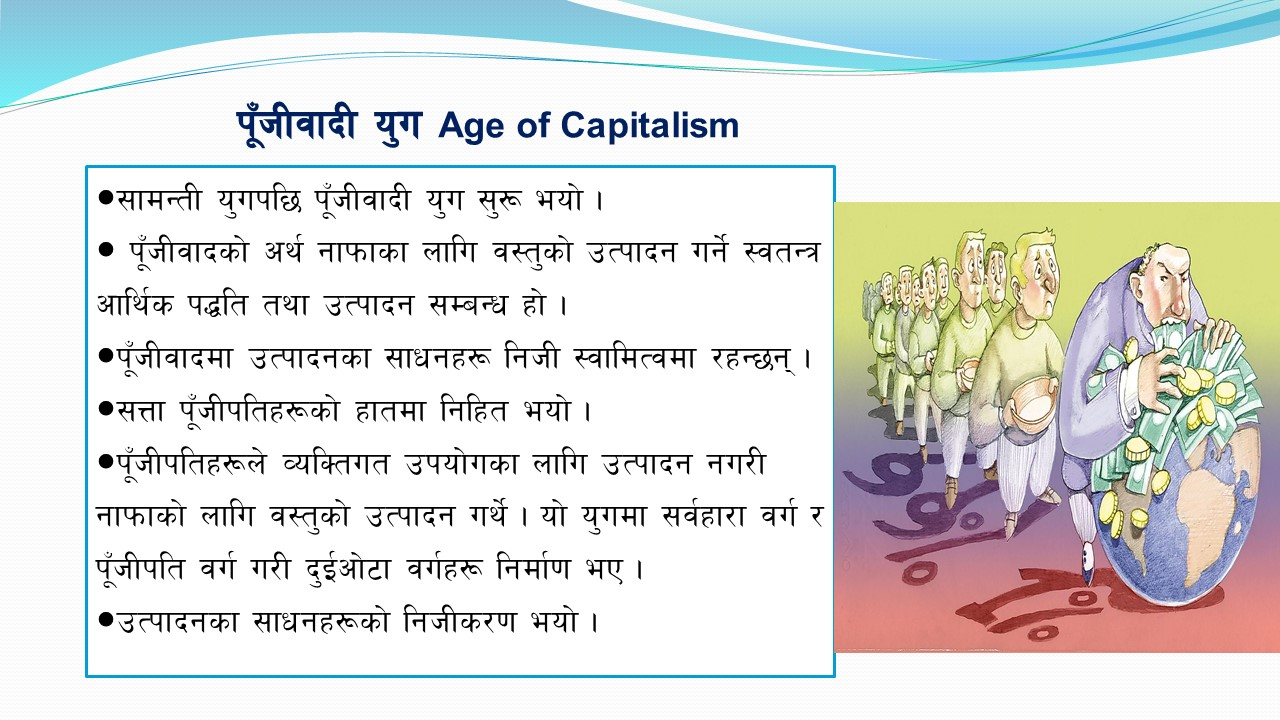 पूँजीवादी युग Age of Capitalism
●सामन्ती युगपछि पूँजीवादी युग सुरू भयो ।
● पूँजीवादको अर्थ नाफाका लागि वस्तुको उत्पादन गर्ने स्वतन्त्र
आर्थिक पद्धति तथा उत्पादन सम्बन्ध हो ।
●पूँजीवादमा उत्पादनका साधनहरू निजी स्वामित्वमा रहन्छन् ।
●सत्ता पूँजीपतिहरूको हातमा निहित भयो ।
●पूँजीपतिहरूले व्यक्तिगत उपयोगका लागि उत्पादन नगरी
नाफाको लागि वस्तुको उत्पादन गर्थे । यो युगमा सर्वहारा वर्ग र
पूँजीपति वर्ग गरी दुईओटा वर्गहरू निर्माण भए ।
●उत्पादनका साधनहरूको निजीकरण भयो ।
99%
1%